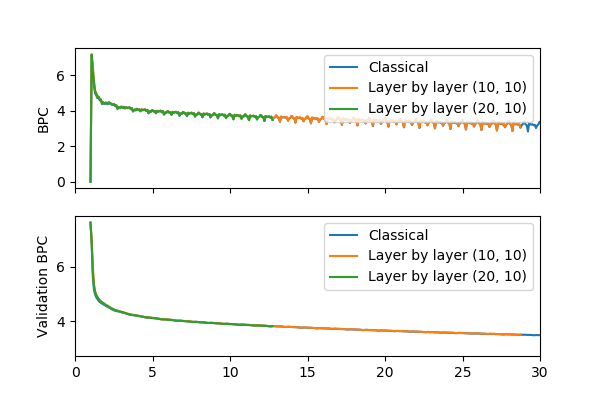 BPC
6
4
2
0
Classical
Layer by layer (10, 10)
Layer by layer (20, 10)
Validation BPC
6
4
Classical
Layer by layer (10, 10)
Layer by layer (20, 10)
0 5 10 15 20 25 30